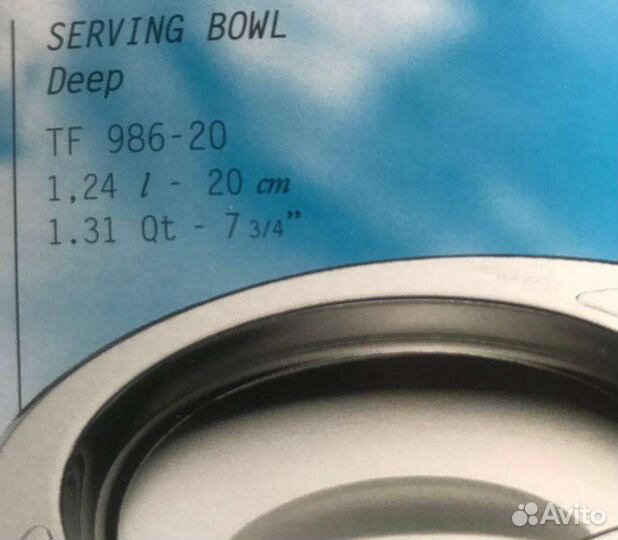 SERVING BOWL
Deep
TF 986-20
1,24 l - 20 cm
1.31 Qt - 7 3/4"
Avito